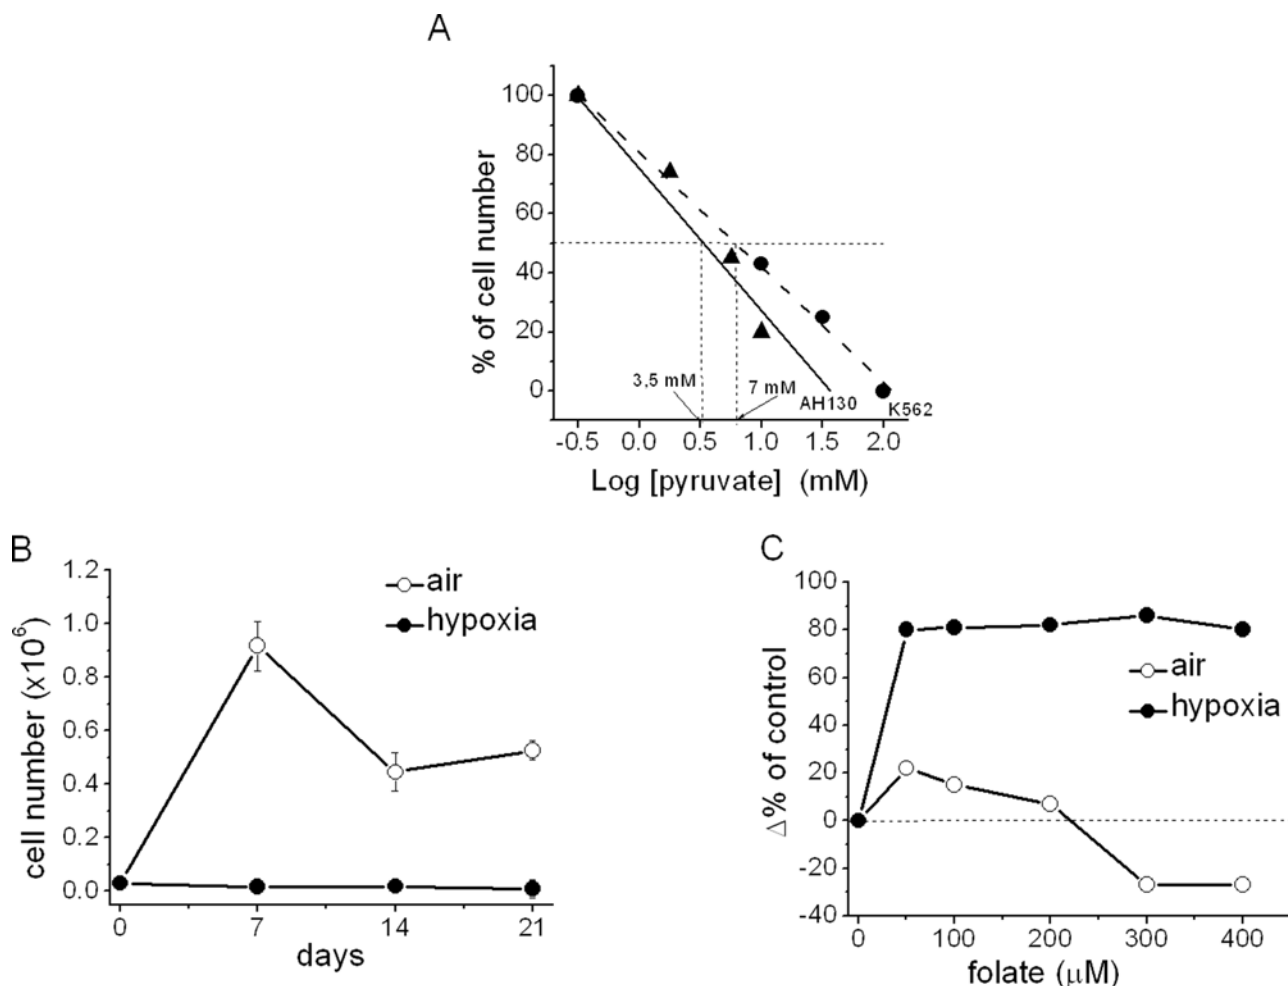 A
% of cell number
100
80
60
40
20
0
3,5 mM
7 mM
AH130
K562
-0.5
0.0
0.5
1.0
1.5
2.0
Log [pyruvate] (mM)
B
cell number (x10⁶)
1.2
1.0
0.8
0.6
0.4
0.2
0.0
air
hypoxia
0
7
14
21
days
C
Δ% of control
100
80
60
40
20
0
-20
-40
air
hypoxia
0
100
200
300
400
folate (μM)